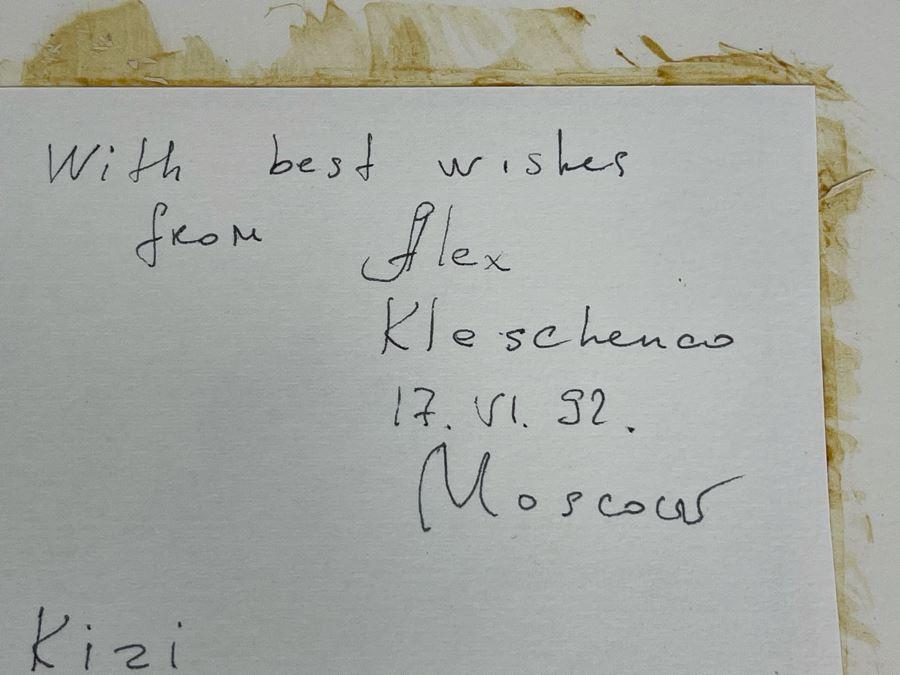 With best wishes
from Alex
Kleschenco
17. VI. 92.
Moscow
Kizi